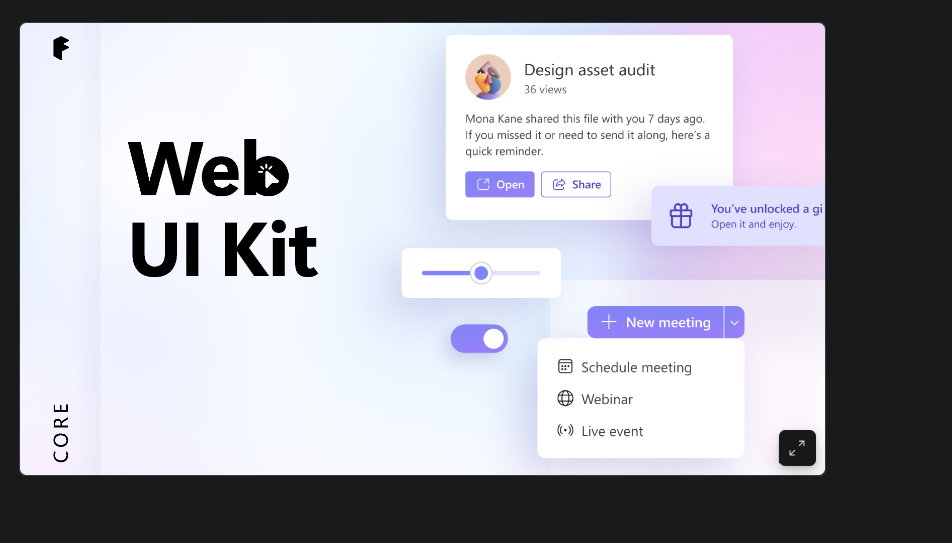 Web
UI Kit
CORE
Design asset audit
36 views
Mona Kane shared this file with you 7 days ago.
If you missed it or need to send it along, here's a
quick reminder.
Open
Share
You've unlocked a gi
Open it and enjoy.
New meeting
Schedule meeting
Webinar
Live event